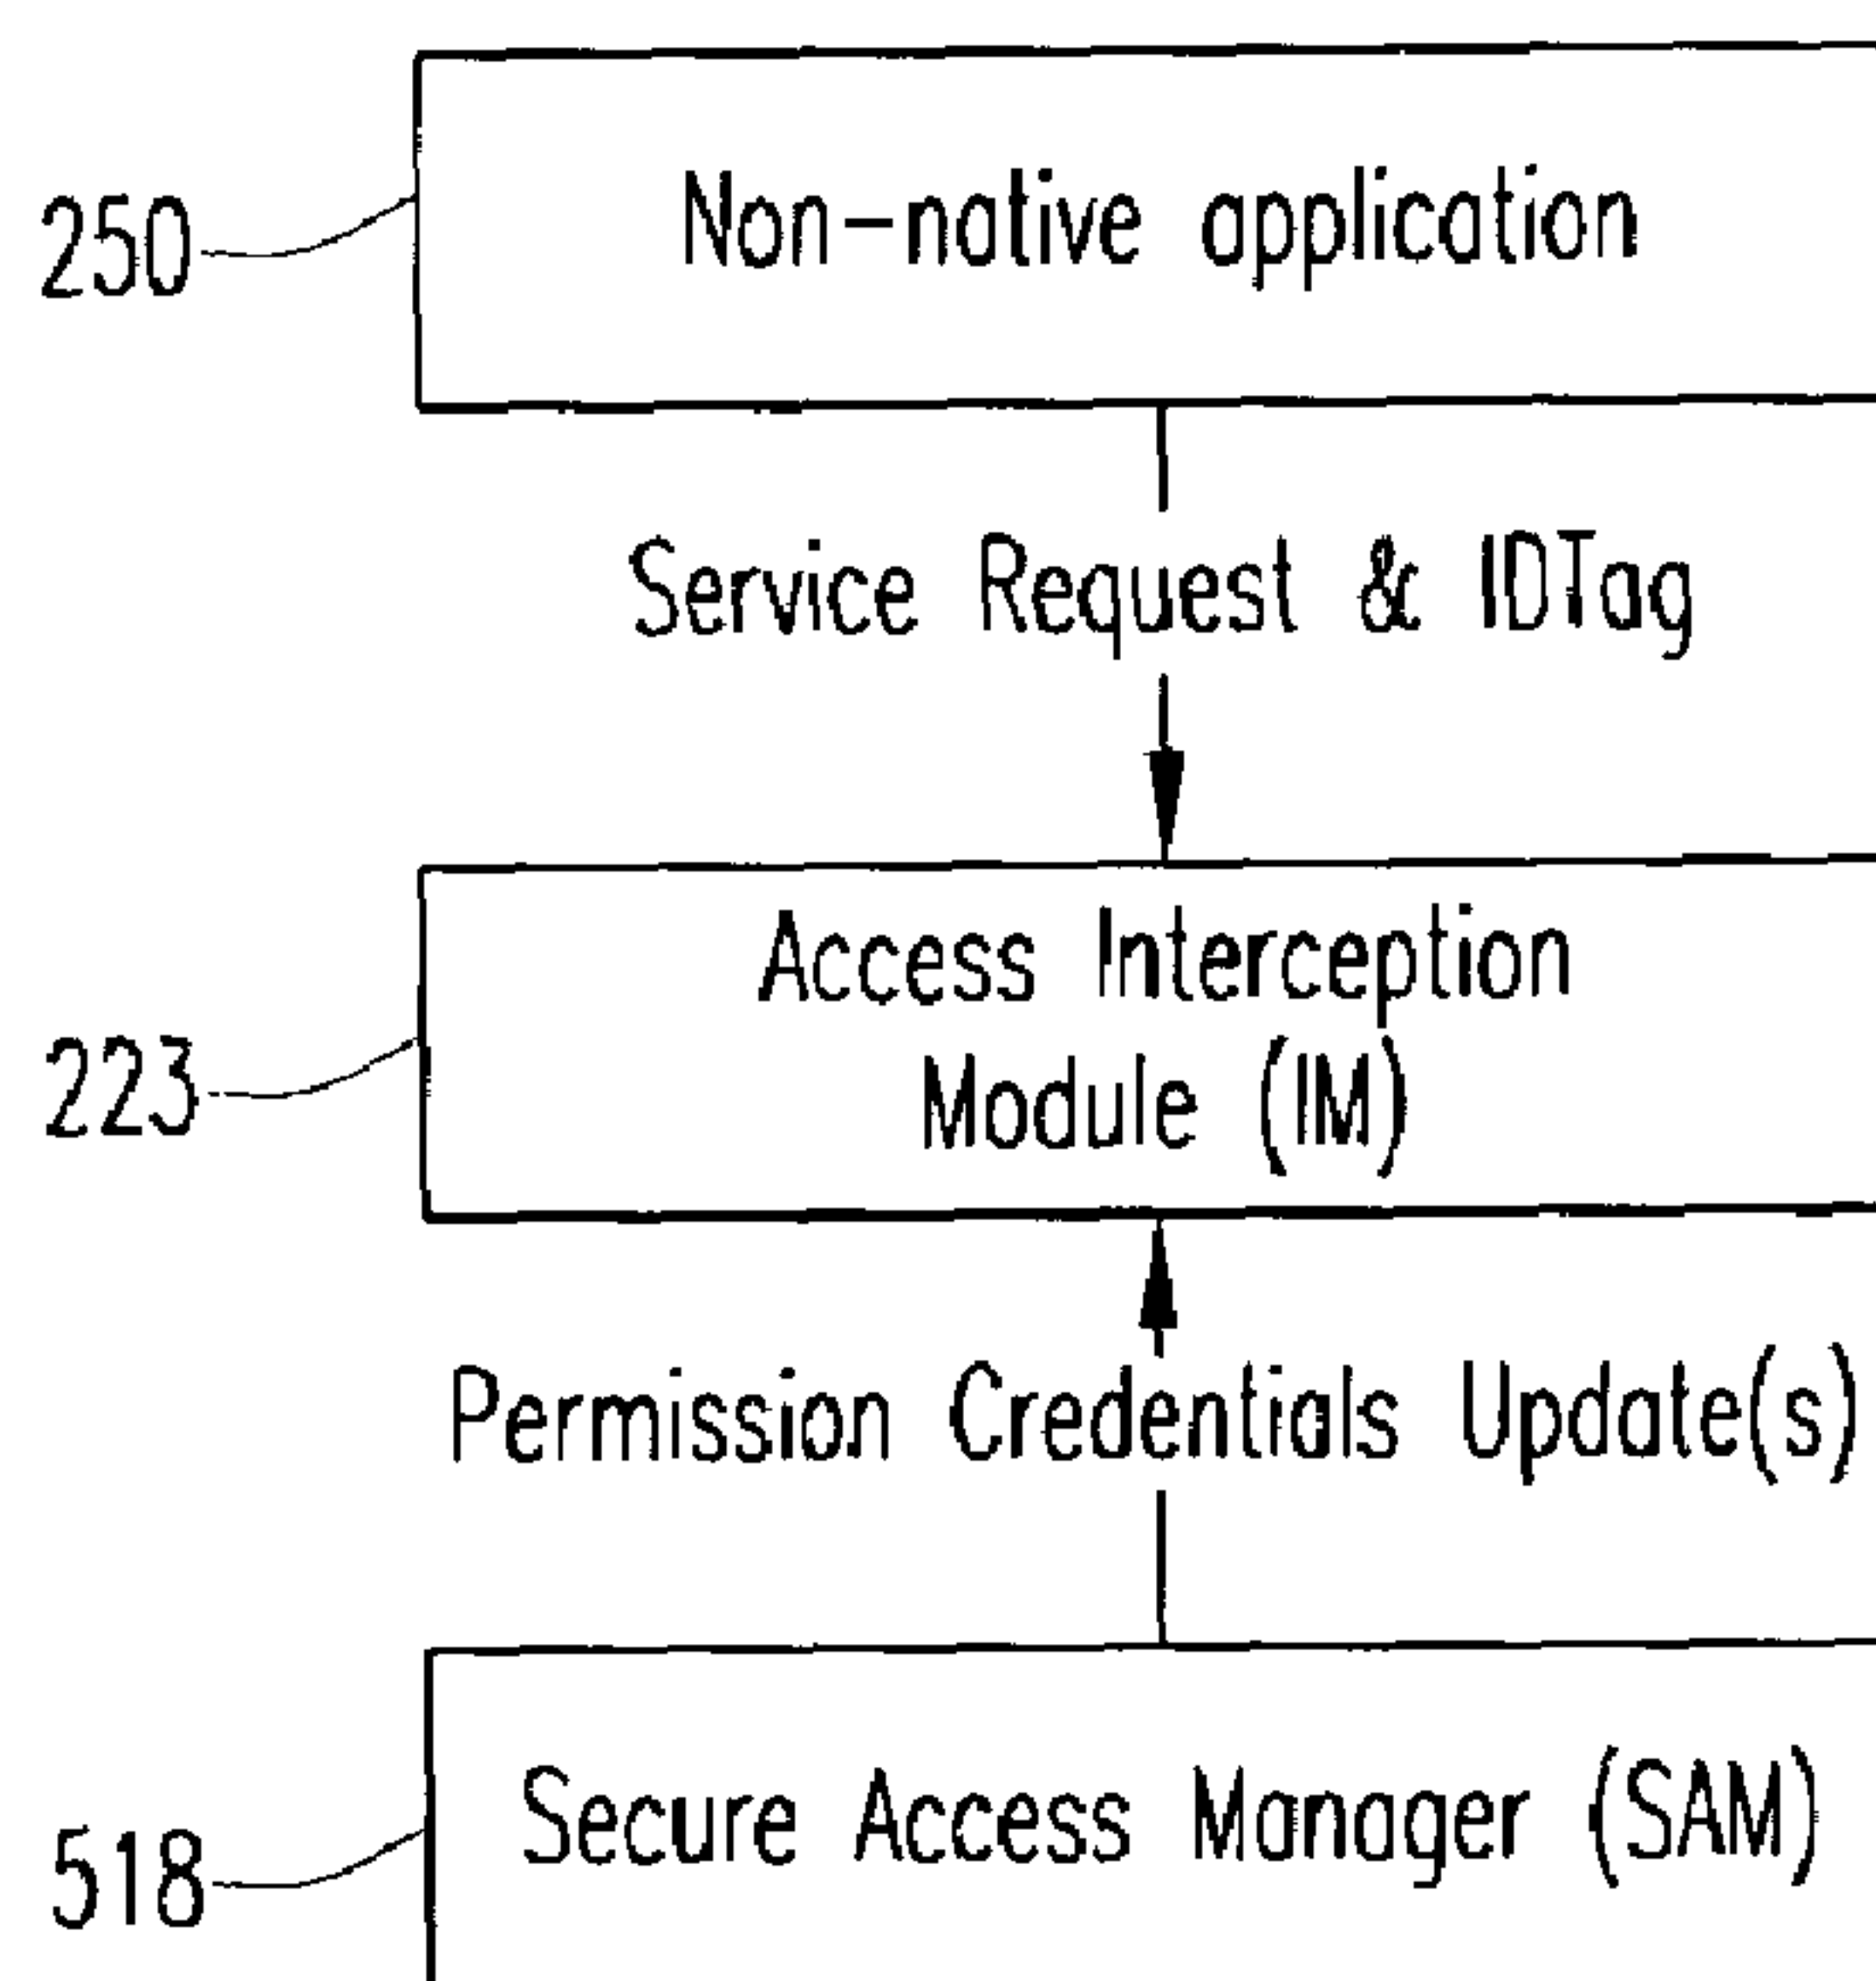 250
Non-native application
Service Request & IDTag
223
Access Interception
Module (IM)
Permission Credentials Update(s)
518
Secure Access Manager (SAM)